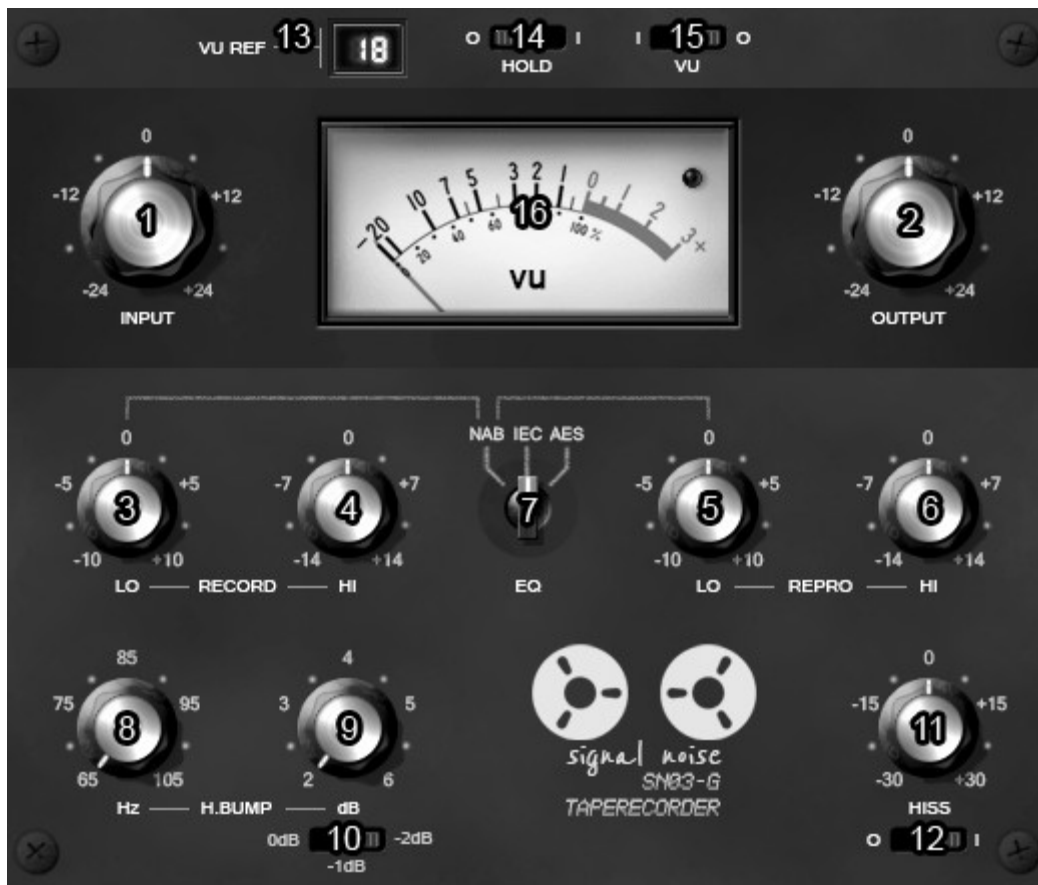 VU REF 13 18 O 14 I I 15 O
HOLD VU
0 0
-12 +12 -12 +12
1 2
-24 +24 -24 +24
INPUT OUTPUT
-20 10 7 5 3 2 1 0 1 2 3 +
0 20 40 60 16 100 %
vu
NAB IEC AES
0 0 0 0
-5 +5 -7 +7 -5 +5 -7 +7
3 4 7 5 6
-10 +10 -14 +14 -10 +10 -14 +14
LO RECORD HI EQ LO REPRO HI
85 4 0
75 95 3 5 -15 +15
8 9 11
65 105 2 6 -30 +30
Hz H.BUMP dB HISS
signal noise
SN03-G
TAPERECORDER
0dB 10 -2dB O 12 I
-1dB